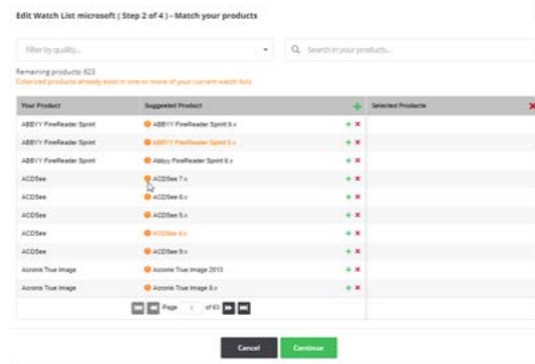 Edit Watch List microsoft ( Step 2 of 4 ) - Match your products
Filter by quality...
Search in your products...
Remaining products: 623
Colorized products already exist in one or more of your current watch lists
Your Product Suggested Product Selected Products
ABBYY FineReader Sprint ABBYY FineReader Sprint 9.x
ABBYY FineReader Sprint ABBYY FineReader Sprint 5.x
ABBYY FineReader Sprint Abbyy FineReader Sprint 6.x
ACDSee ACDSee 7.x
ACDSee ACDSee 6.x
ACDSee ACDSee 5.x
ACDSee ACDSee 4.x
ACDSee ACDSee 9.x
Acronis True Image Acronis True Image 2013
Acronis True Image Acronis True Image 8.x
Page of 63
Cancel Continue